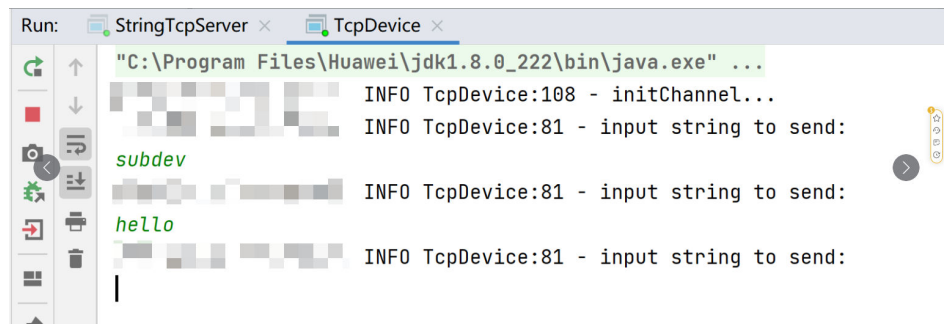 Run: StringTcpServer × TcpDevice ×
"C:\Program Files\Huawei\jdk1.8.0_222\bin\java.exe" ...
INFO TcpDevice:108 - initChannel...
INFO TcpDevice:81 - input string to send:
subdev
INFO TcpDevice:81 - input string to send:
hello
INFO TcpDevice:81 - input string to send: